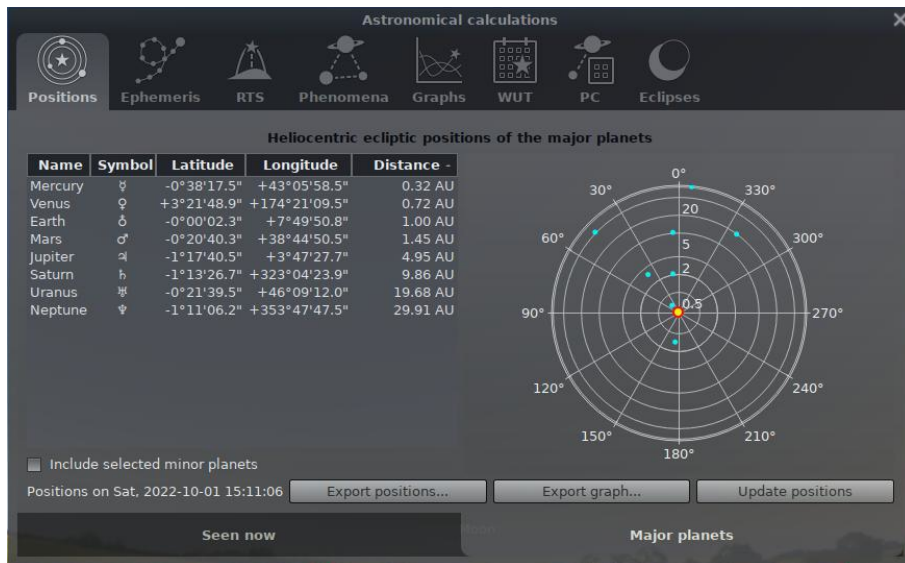 Astronomical calculations
Positions Ephemeris RTS Phenomena Graphs WUT PC Eclipses
Heliocentric ecliptic positions of the major planets
Name Symbol Latitude Longitude Distance
Mercury ☿ -0°38'17.5" +43°05'58.5" 0.32 AU
Venus ♀ +3°21'48.9" +174°21'09.5" 0.72 AU
Earth ♁ -0°00'02.3" +7°49'50.8" 1.00 AU
Mars ♂ -0°20'40.3" +38°44'50.5" 1.45 AU
Jupiter ♃ -1°17'40.5" +3°47'27.7" 4.95 AU
Saturn ♄ -1°13'26.7" +323°04'23.9" 9.86 AU
Uranus ♅ -0°21'39.5" +46°09'12.0" 19.68 AU
Neptune ♆ -1°11'06.2" +353°47'47.5" 29.91 AU
0°
30° 330°
20
60° 5 300°
2
0.5
90° 270°
120° 240°
150° 210°
180°
Include selected minor planets
Positions on Sat, 2022-10-01 15:11:06 Export positions... Export graph... Update positions
Seen now Moon Major planets